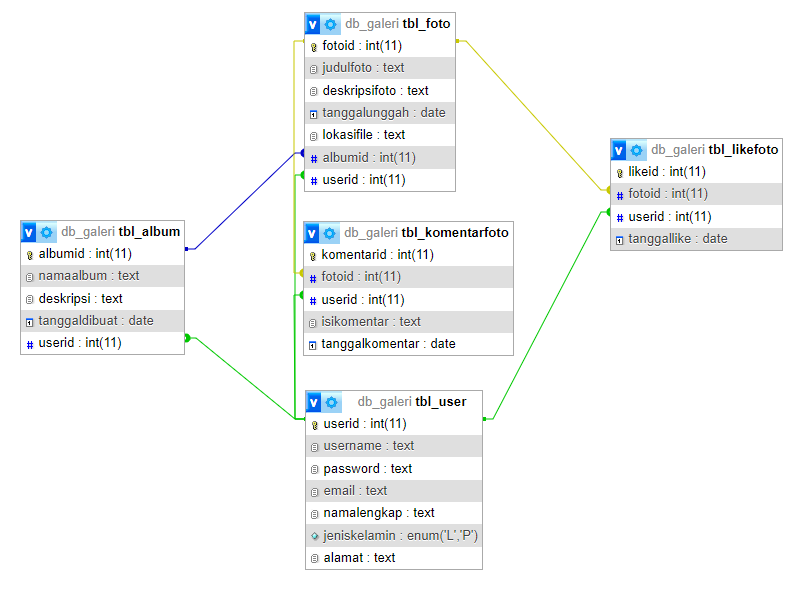 db_galeri tbl_foto
fotoid : int(11)
judulfoto : text
deskripsifoto : text
tanggalunggah : date
lokasifile : text
# albumid : int(11)
# userid : int(11)
db_galeri tbl_likefoto
likeid : int(11)
# fotoid : int(11)
# userid : int(11)
tanggallike : date
db_galeri tbl_album
albumid : int(11)
namaalbum : text
deskripsi : text
tanggaldibuat : date
# userid : int(11)
db_galeri tbl_komentarfoto
komentarid : int(11)
# fotoid : int(11)
# userid : int(11)
isikomentar : text
tanggalkomentar : date
db_galeri tbl_user
userid : int(11)
username : text
password : text
email : text
namalengkap : text
jeniskelamin : enum('L','P')
alamat : text